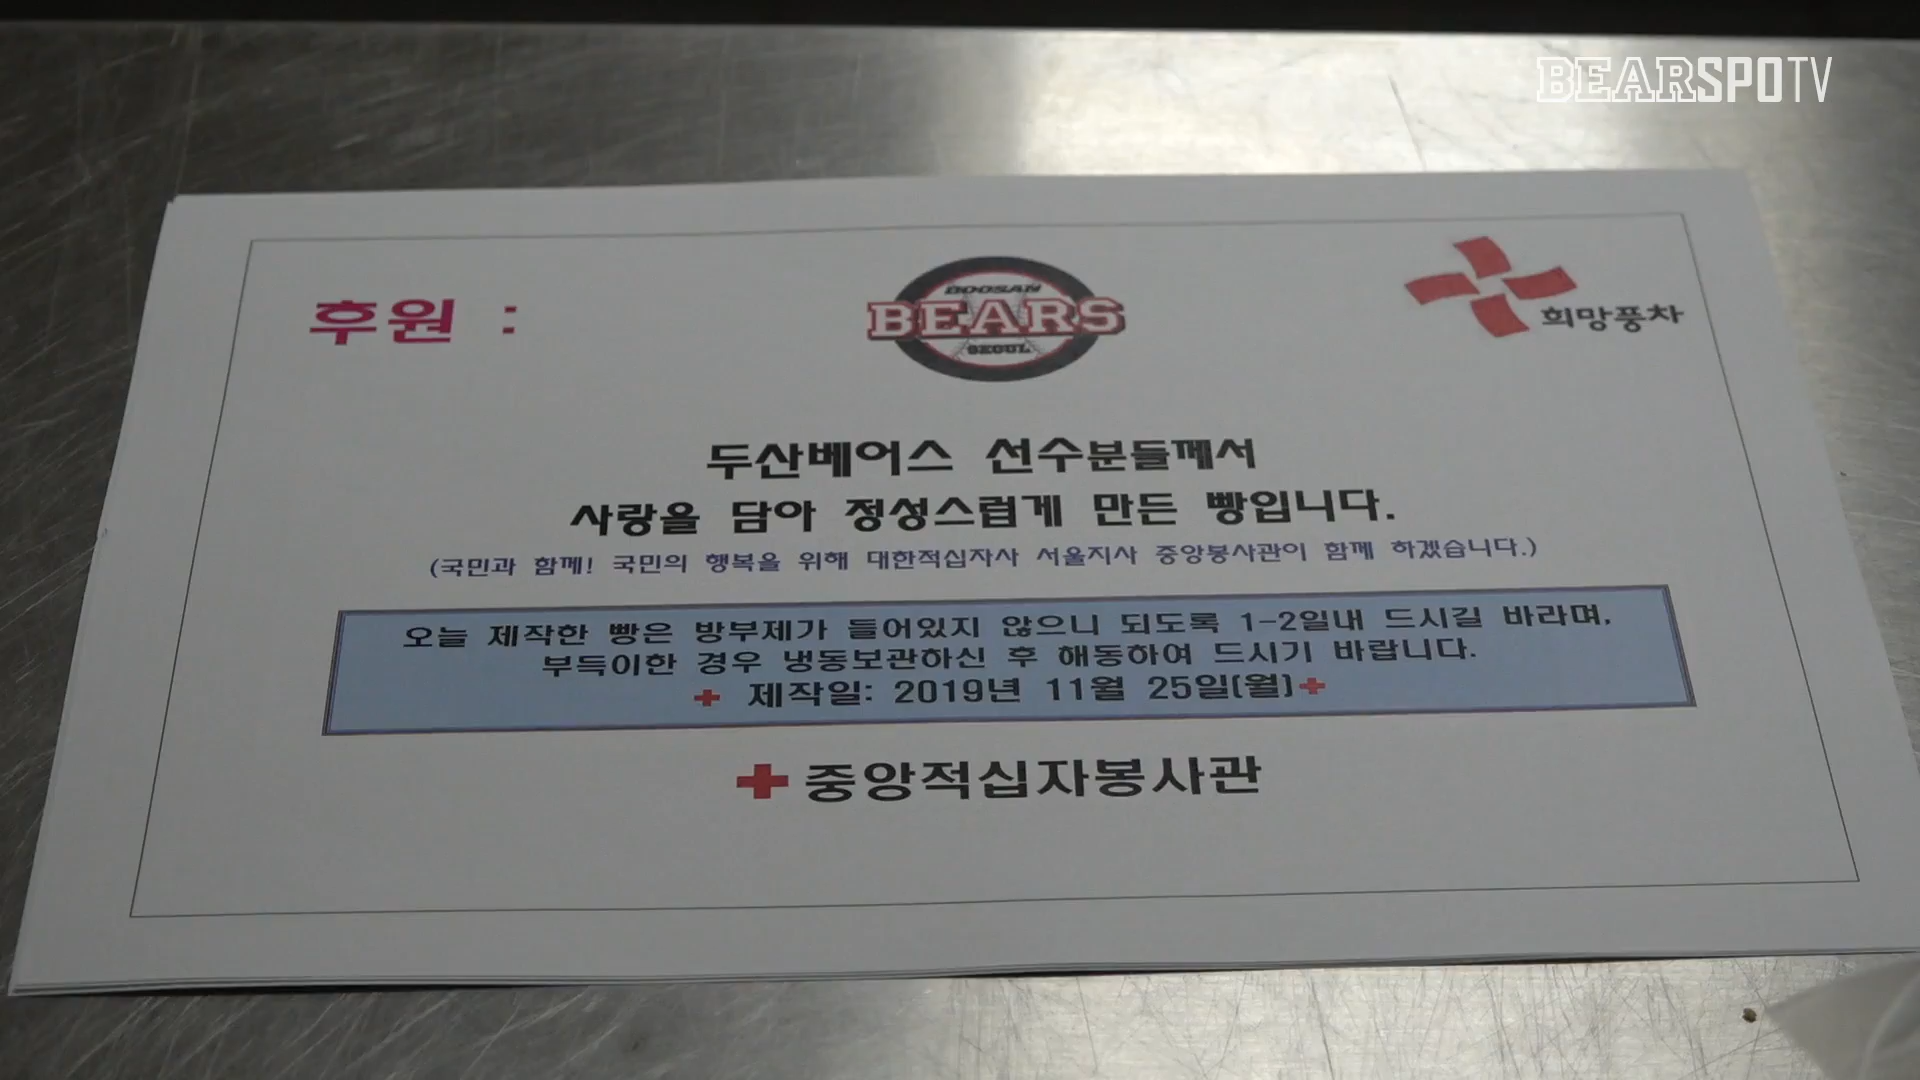 BEARSPOTV
후원 :
DOOSAN
BEARS
SEOUL
희망풍차
두산베어스 선수분들께서
사랑을 담아 정성스럽게 만든 빵입니다.
(국민과 함께! 국민의 행복을 위해 대한적십자사 서울지사 중앙봉사관이 함께 하겠습니다.)
오늘 제작한 빵은 방부제가 들어있지 않으니 되도록 1-2일내 드시길 바라며,
부득이한 경우 냉동보관하신 후 해동하여 드시기 바랍니다.
제작일: 2019년 11월 25일(월)
중앙적십자봉사관